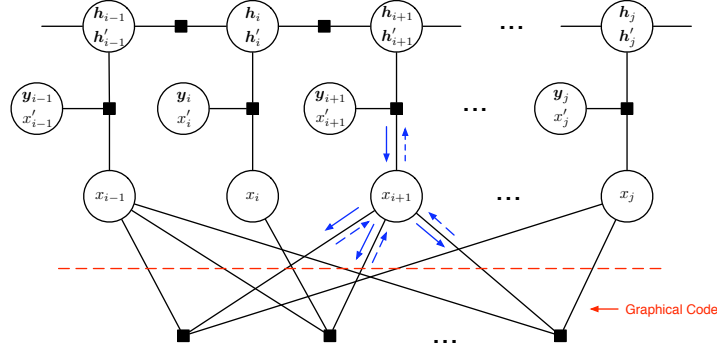 h_{i-1} h_i h_{i+1} ... h_j
h'_{i-1} h'_i h'_{i+1} h'_j
y_{i-1} y_i y_{i+1} ... y_j
x'_{i-1} x'_i x'_{i+1} x'_j
x_{i-1} x_i x_{i+1} ... x_j
Graphical Code
...